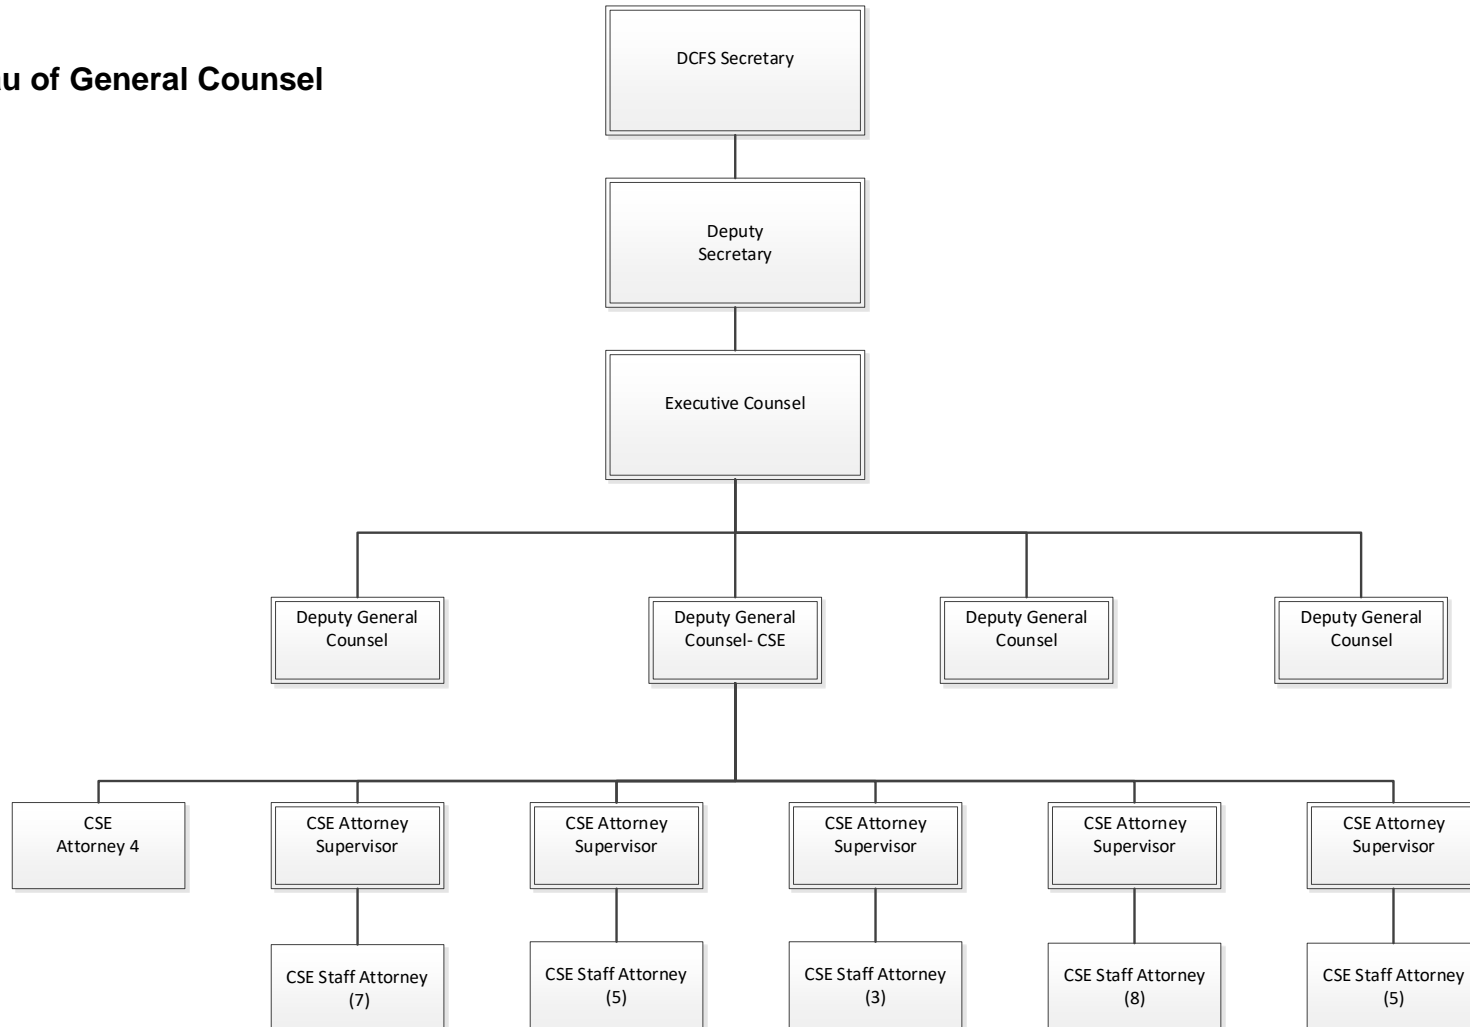 DCFS Secretary
au of General Counsel
Deputy
Secretary
Executive Counsel
Deputy General
Counsel
Deputy General
Counsel- CSE
Deputy General
Counsel
Deputy General
Counsel
CSE
Attorney 4
CSE Attorney
Supervisor
CSE Attorney
Supervisor
CSE Attorney
Supervisor
CSE Attorney
Supervisor
CSE Attorney
Supervisor
CSE Staff Attorney
(7)
CSE Staff Attorney
(5)
CSE Staff Attorney
(3)
CSE Staff Attorney
(8)
CSE Staff Attorney
(5)